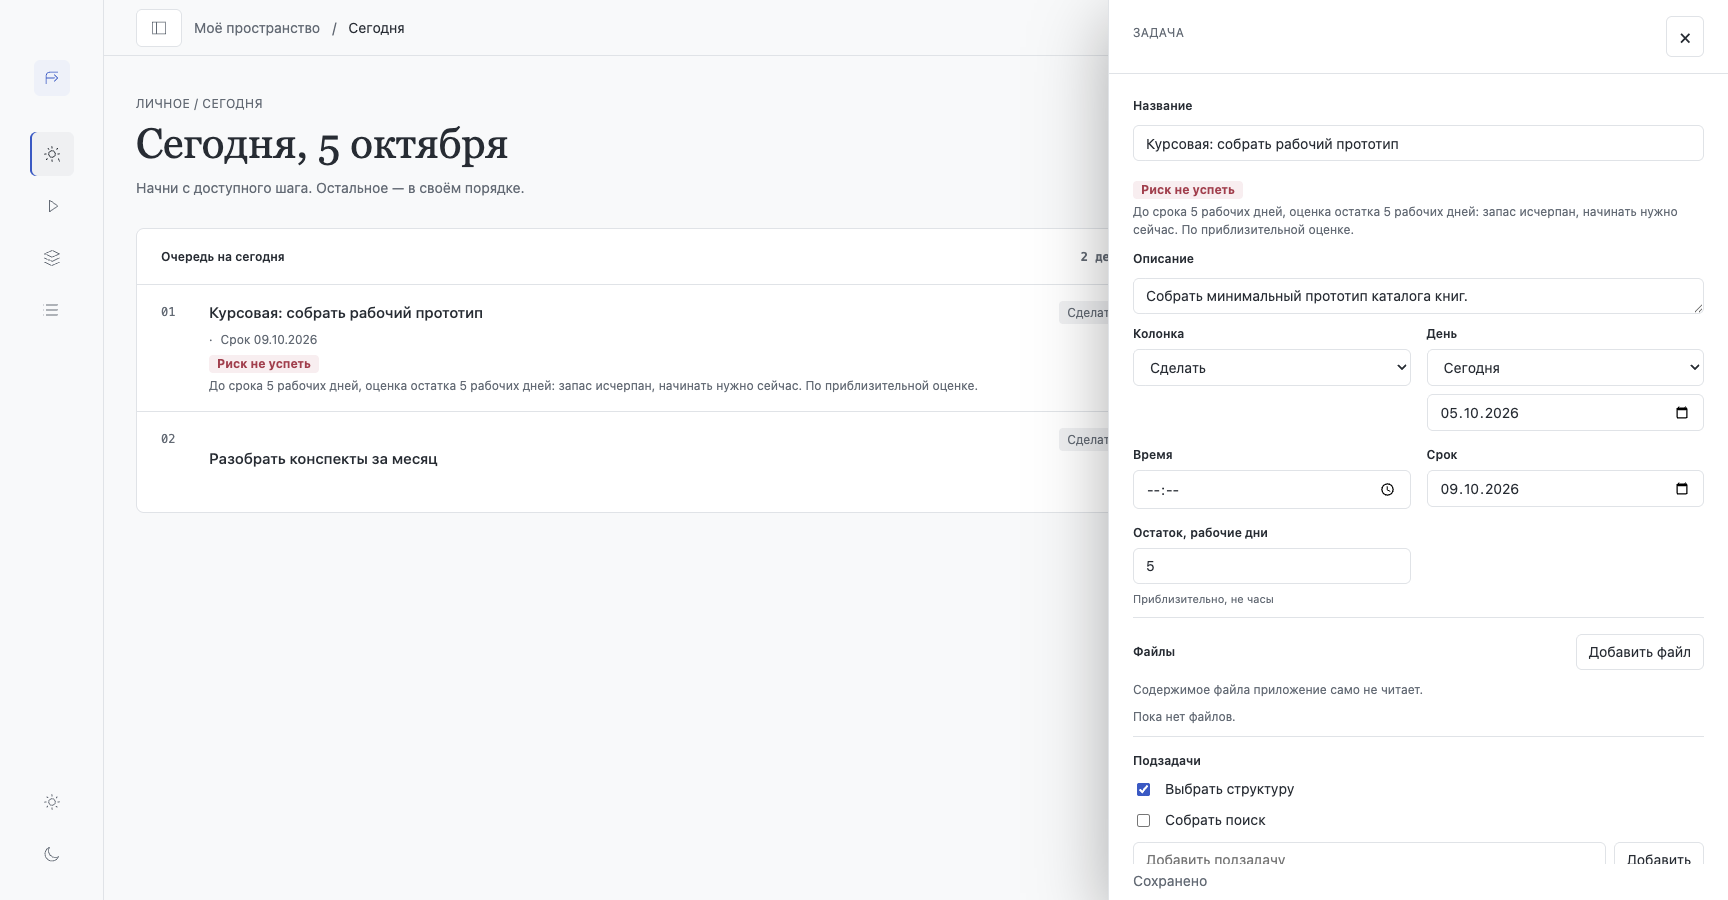 Моё пространство / Сегодня
ЛИЧНОЕ / СЕГОДНЯ
Сегодня, 5 октября
Начни с доступного шага. Остальное — в своём порядке.
Очередь на сегодня
2 де
01
Курсовая: собрать рабочий прототип
Сделат
· Срок 09.10.2026
Риск не успеть
До срока 5 рабочих дней, оценка остатка 5 рабочих дней: запас исчерпан, начинать нужно сейчас. По приблизительной оценке.
02
Сделат
Разобрать конспекты за месяц
ЗАДАЧА
Название
Курсовая: собрать рабочий прототип
Риск не успеть
До срока 5 рабочих дней, оценка остатка 5 рабочих дней: запас исчерпан, начинать нужно
сейчас. По приблизительной оценке.
Описание
Собрать минимальный прототип каталога книг.
Колонка
День
Сделать
Сегодня
05.10.2026
Время
Срок
--:--
09.10.2026
Остаток, рабочие дни
5
Приблизительно, не часы
Файлы
Добавить файл
Содержимое файла приложение само не читает.
Пока нет файлов.
Подзадачи
Выбрать структуру
Собрать поиск
Добавить подзадачу
Добавить
Сохранено